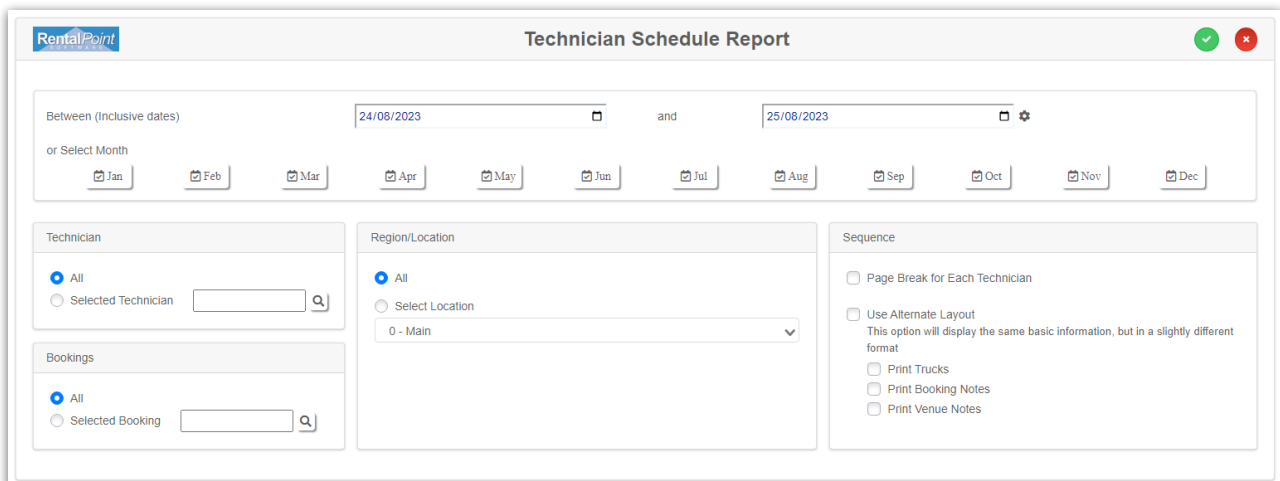 RentalPoint
SOFTWARE
Technician Schedule Report
Between (Inclusive dates) 24/08/2023 and 25/08/2023
or Select Month
Jan Feb Mar Apr May Jun Jul Aug Sep Oct Nov Dec
Technician
All
Selected Technician
Bookings
All
Selected Booking
Region/Location
All
Select Location
0 - Main
Sequence
Page Break for Each Technician
Use Alternate Layout
This option will display the same basic information, but in a slightly different
format
Print Trucks
Print Booking Notes
Print Venue Notes